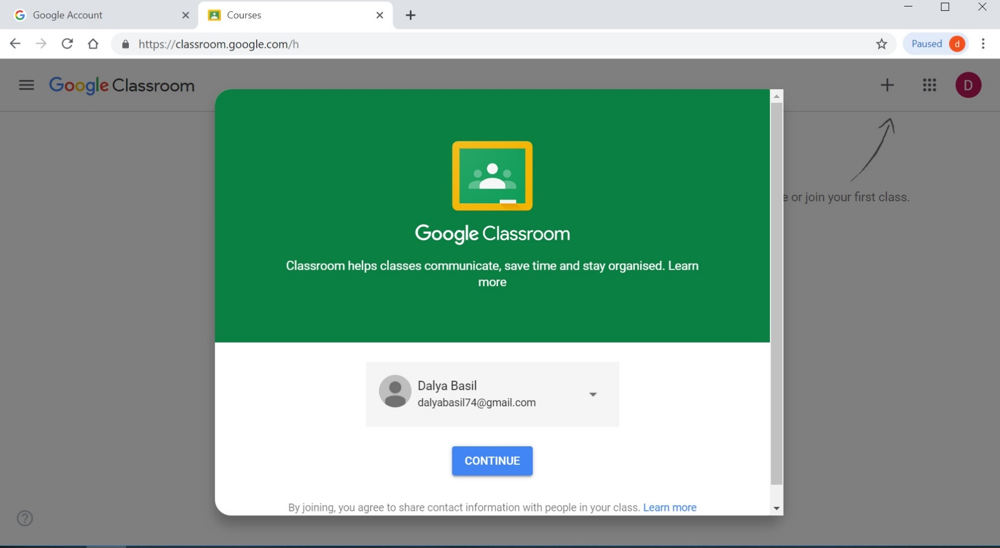 Google Account
Courses
https://classroom.google.com/h
Paused d
Google Classroom
D
e or join your first class.
Google Classroom
Classroom helps classes communicate, save time and stay organised. Learn
more
Dalya Basil
dalyabasil74@gmail.com
CONTINUE
By joining, you agree to share contact information with people in your class. Learn more